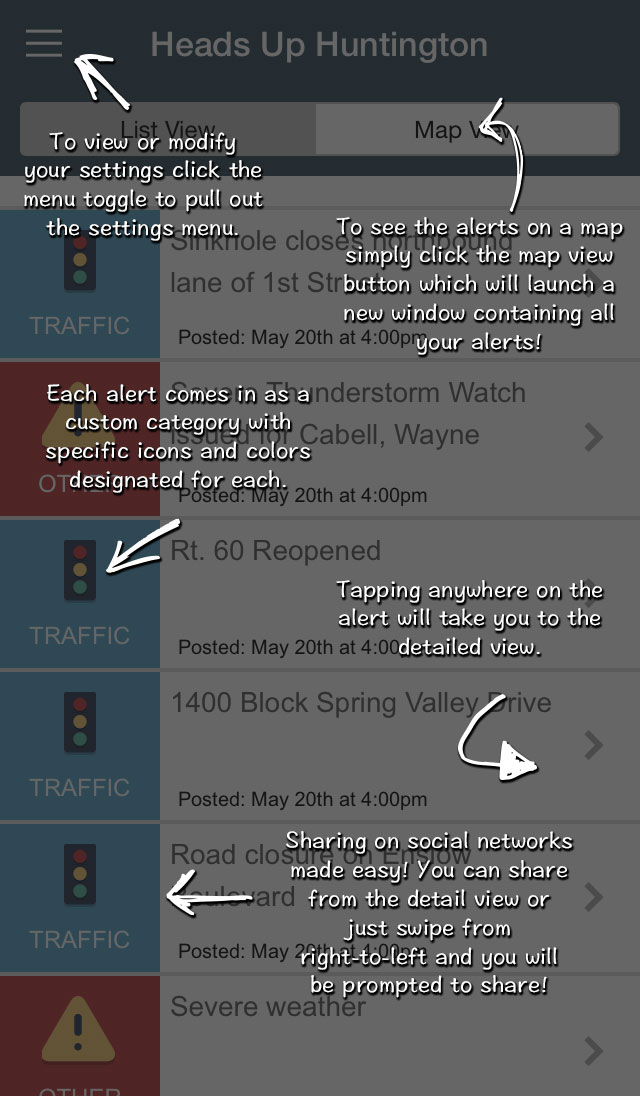 Heads Up Huntington
List View
Map View
To view or modify
your settings click the
menu toggle to pull out
the settings menu.
To see the alerts on a map
simply click the map view
button which will launch a
new window containing all
your alerts!
Sinkhole closes northbound
lane of 1st Street
TRAFFIC
Posted: May 20th at 4:00pm
Each alert comes in as a
custom category with
specific icons and colors
designated for each.
Severe Thunderstorm Watch
issued for Cabell, Wayne
OTHER
Posted: May 20th at 4:00pm
Rt. 60 Reopened
TRAFFIC
Posted: May 20th at 4:00pm
Tapping anywhere on the
alert will take you to the
detailed view.
1400 Block Spring Valley Drive
TRAFFIC
Posted: May 20th at 4:00pm
Road closure on Enslow
Boulevard
TRAFFIC
Posted: May 20th at 4:00pm
Sharing on social networks
made easy! You can share
from the detail view or
just swipe from
right-to-left and you will
be prompted to share!
Severe weather
OTHER